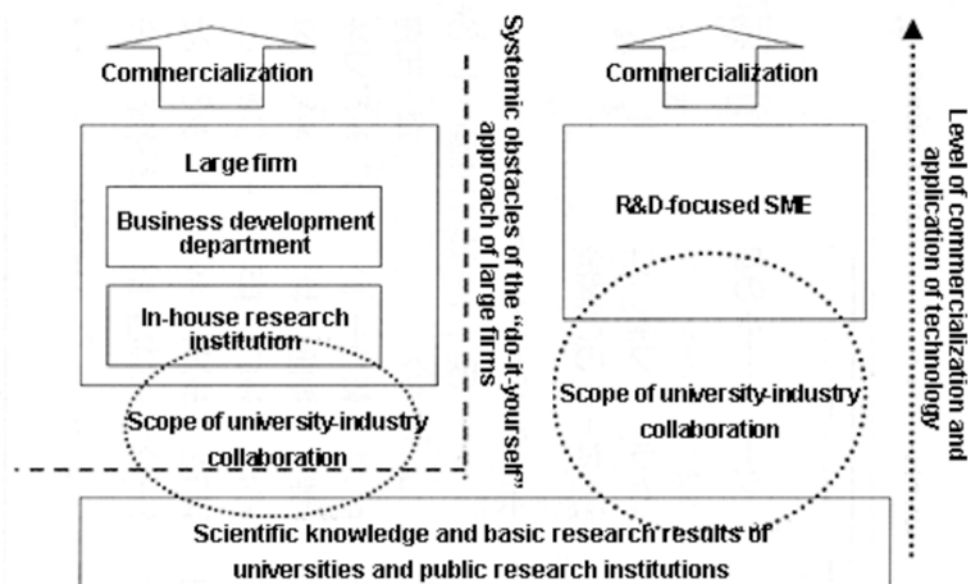 Commercialization
Large firm
Business development
department
In-house research
institution
Scope of university-industry
collaboration
Systemic obstacles of the "do-it-yourself"
approach of large firms
Commercialization
R&D-focused SME
Scope of university-industry
collaboration
Level of commercialization and
application of technology
Scientific knowledge and basic research results of
universities and public research institutions